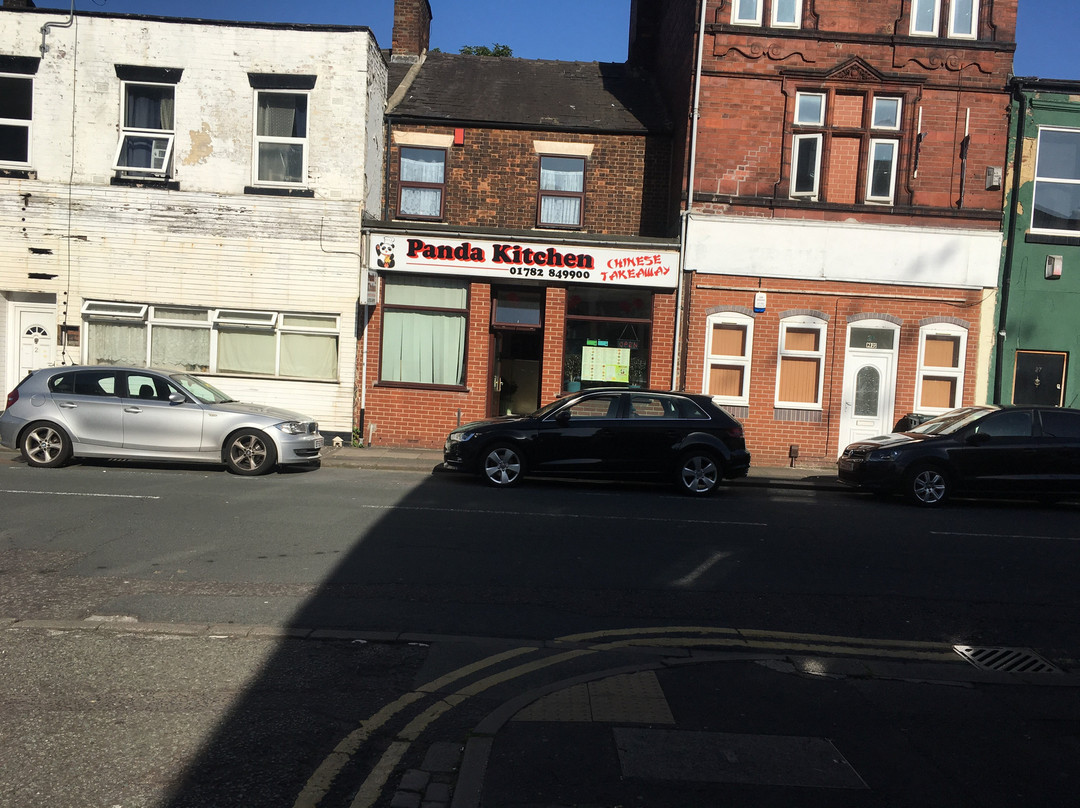 Panda Kitchen
01782 849900
CHINESE
TAKEAWAY